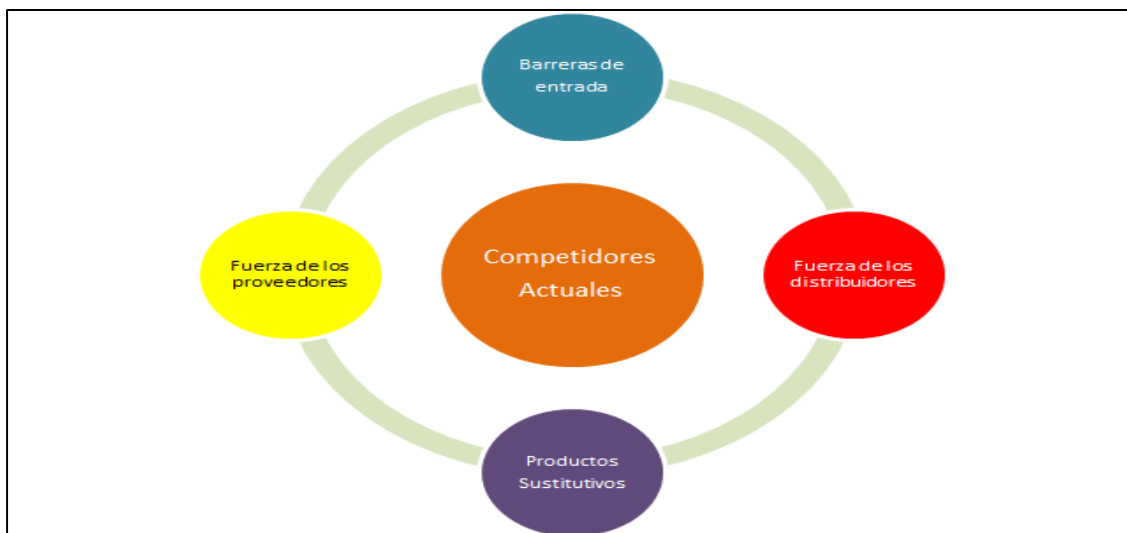 Barreras de
entrada
Fuerza de los
proveedores
Competidores
Actuales
Fuerza de los
distribuidores
Productos
Sustitutivos